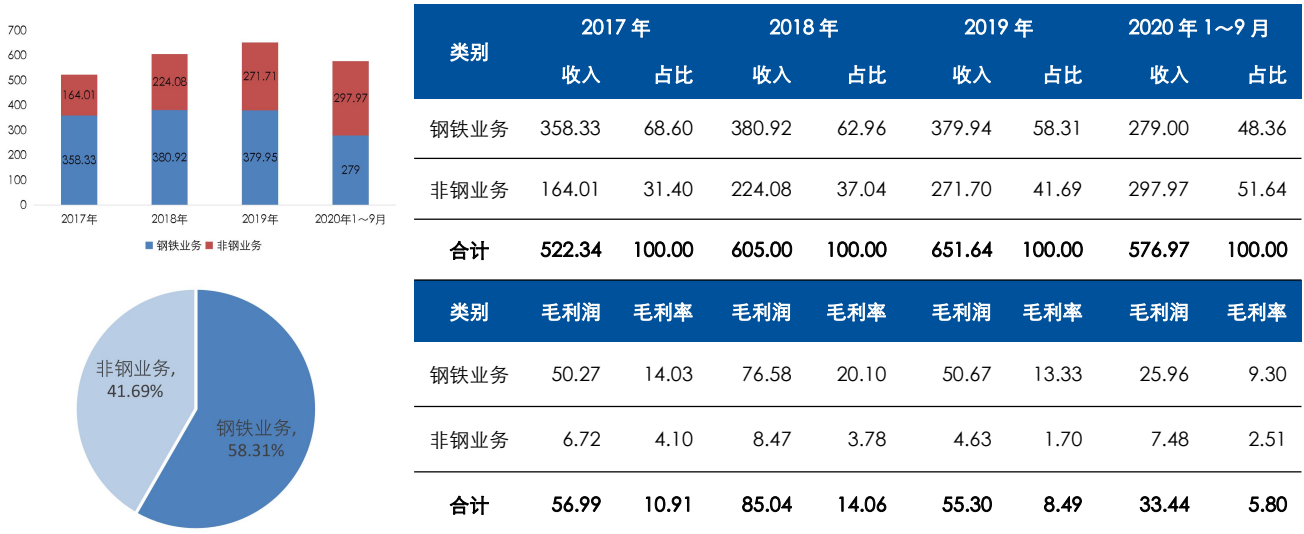 700
600
500
400
300
200
100
0
164.01
224.08
271.71
297.97
358.33
380.92
379.95
279
2017年
2018年
2019年
2020年1～9月
钢铁业务 非钢业务
非钢业务,
41.69%
钢铁业务,
58.31%
类别 2017 年 2018 年 2019 年 2020 年 1～9 月
收入 占比 收入 占比 收入 占比 收入 占比
钢铁业务 358.33 68.60 380.92 62.96 379.94 58.31 279.00 48.36
非钢业务 164.01 31.40 224.08 37.04 271.70 41.69 297.97 51.64
合计 522.34 100.00 605.00 100.00 651.64 100.00 576.97 100.00
类别 毛利润 毛利率 毛利润 毛利率 毛利润 毛利率 毛利润 毛利率
钢铁业务 50.27 14.03 76.58 20.10 50.67 13.33 25.96 9.30
非钢业务 6.72 4.10 8.47 3.78 4.63 1.70 7.48 2.51
合计 56.99 10.91 85.04 14.06 55.30 8.49 33.44 5.80